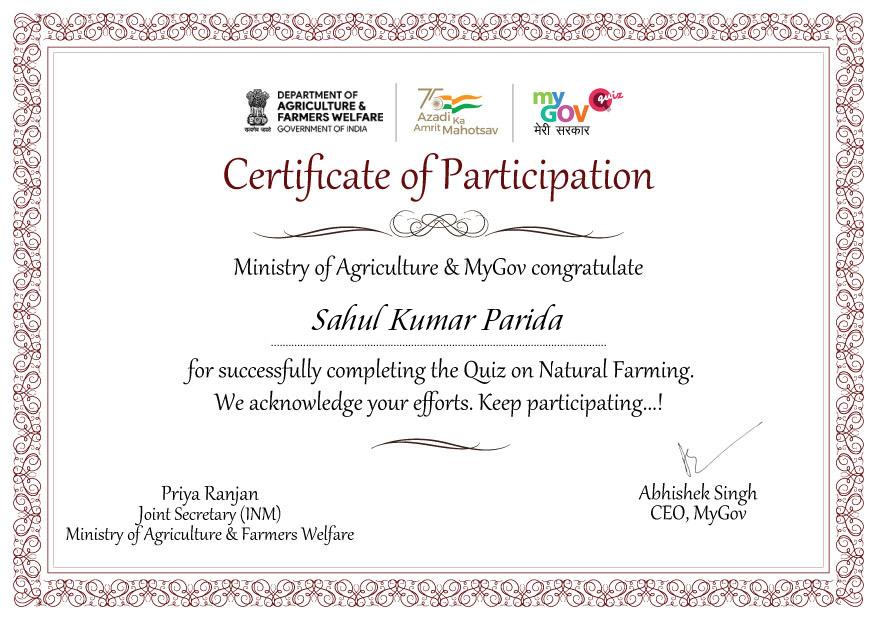 DEPARTMENT OF
AGRICULTURE &
FARMERS WELFARE
GOVERNMENT OF INDIA
सत्यमेव जयते
75
Azadi Ka
Amrit Mahotsav
my
GOV
quiz
मेरी सरकार
Certificate of Participation
Ministry of Agriculture & MyGov congratulate
Sahul Kumar Parida
for successfully completing the Quiz on Natural Farming.
We acknowledge your efforts. Keep participating...!
Priya Ranjan
Joint Secretary (INM)
Ministry of Agriculture & Farmers Welfare
Abhishek Singh
CEO, MyGov